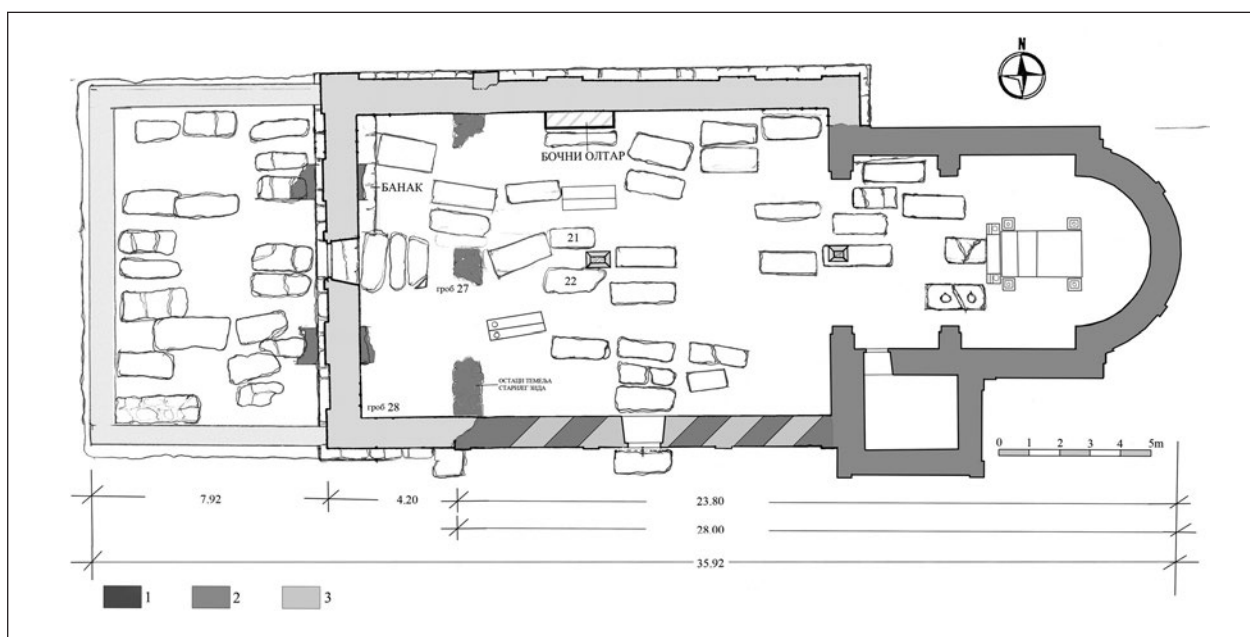 N
БОЧНИ ОЛТАР
БАНАК
21
22
гроб 27
ОСТАЦИ ТЕМЕЉА
СТАРИЈЕГ ЗИДА
гроб 28
0 1 2 3 4 5m
7.92 4.20 23.80
28.00
35.92
1 2 3